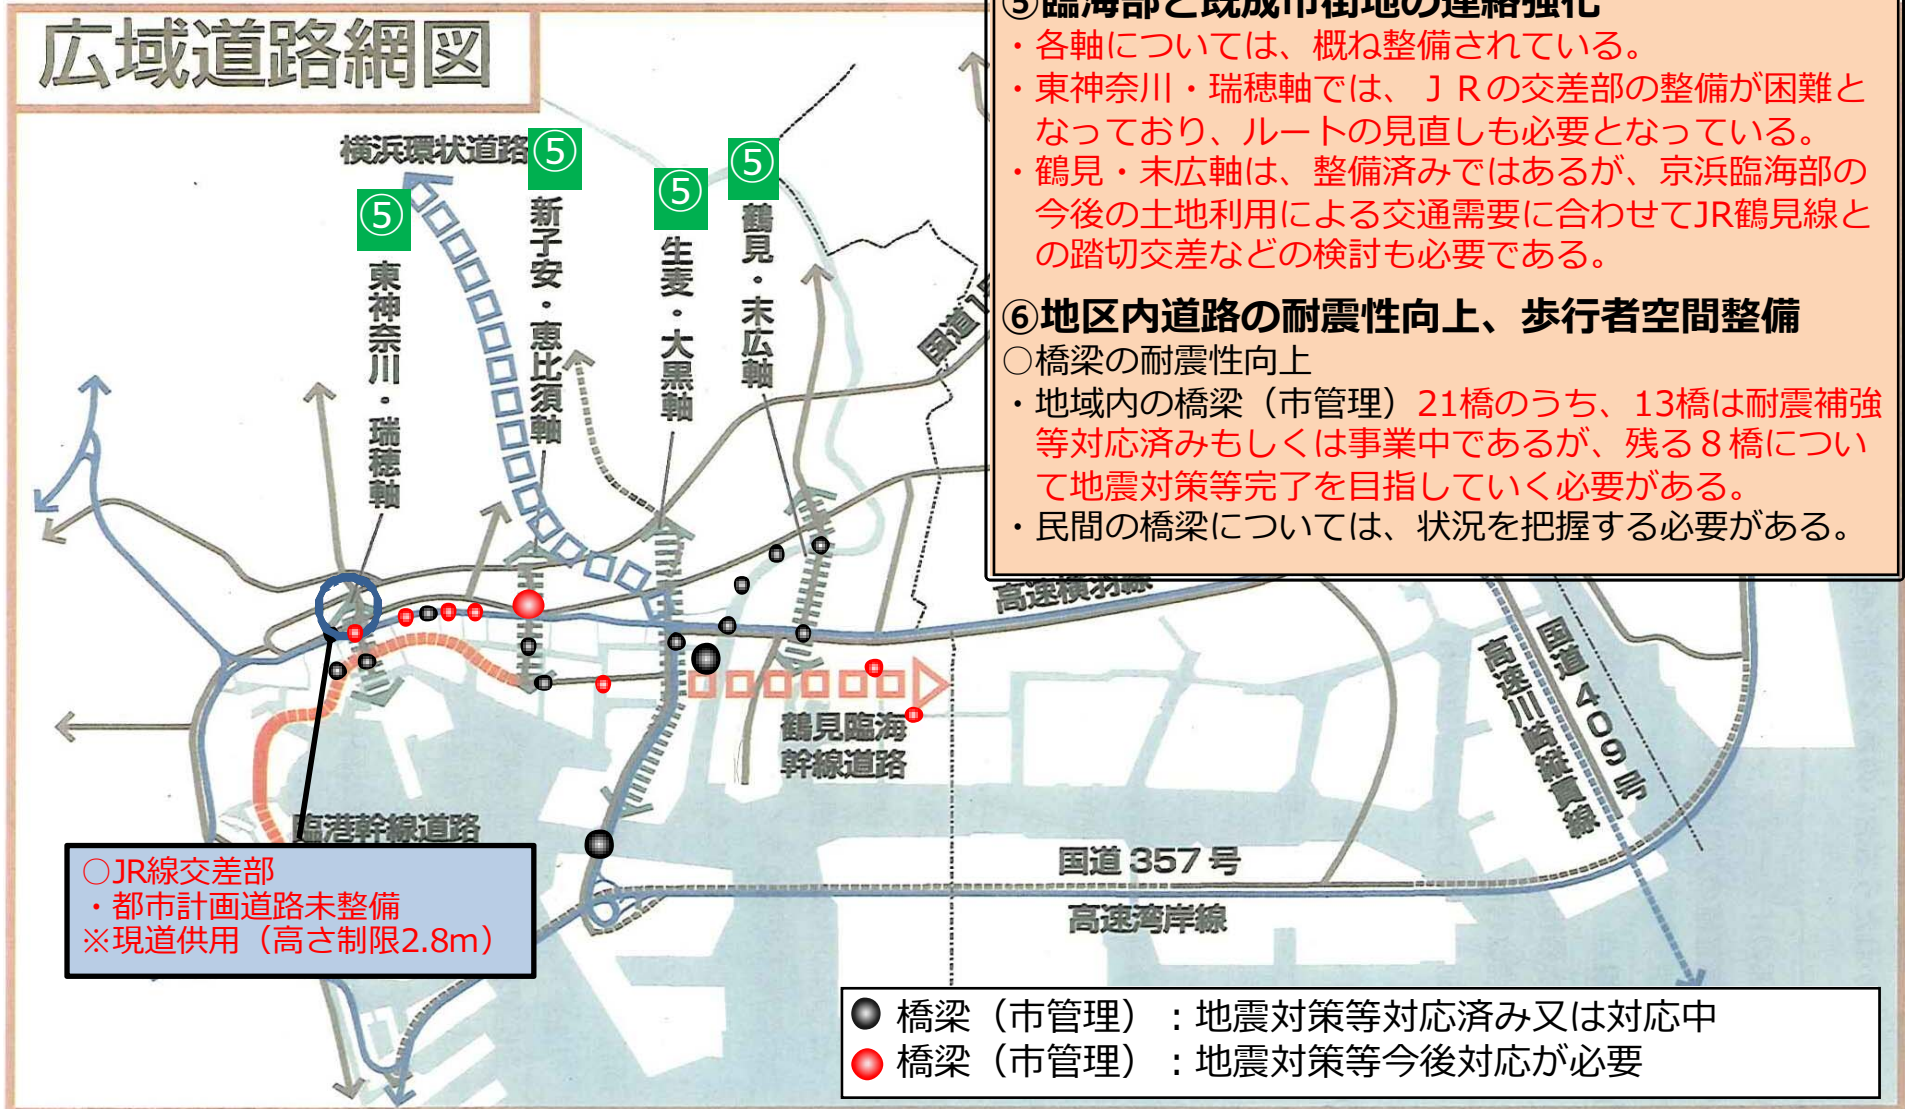 広域道路網図
⑤臨海部と既成市街地の連絡強化
・各軸については、概ね整備されている。
・東神奈川・瑞穂軸では、ＪＲの交差部の整備が困難と
なっており、ルートの見直しも必要となっている。
・鶴見・末広軸は、整備済みではあるが、京浜臨海部の
今後の土地利用による交通需要に合わせてJR鶴見線と
の踏切交差などの検討も必要である。
⑥地区内道路の耐震性向上、歩行者空間整備
○橋梁の耐震性向上
・地域内の橋梁（市管理）21橋のうち、13橋は耐震補強
等対応済みもしくは事業中であるが、残る８橋につい
て地震対策等完了を目指していく必要がある。
・民間の橋梁については、状況を把握する必要がある。
横浜環状道路
⑤
東神奈川・瑞穂軸
⑤
新子安・恵比須軸
⑤
生麦・大黒軸
⑤
鶴見・末広軸
国道1
高速横羽線
国道409号
高速川崎縦貫線
鶴見臨海
幹線道路
臨港幹線道路
国道357号
高速湾岸線
○JR線交差部
・都市計画道路未整備
※現道供用（高さ制限2.8m）
橋梁（市管理）：地震対策等対応済み又は対応中
橋梁（市管理）：地震対策等今後対応が必要